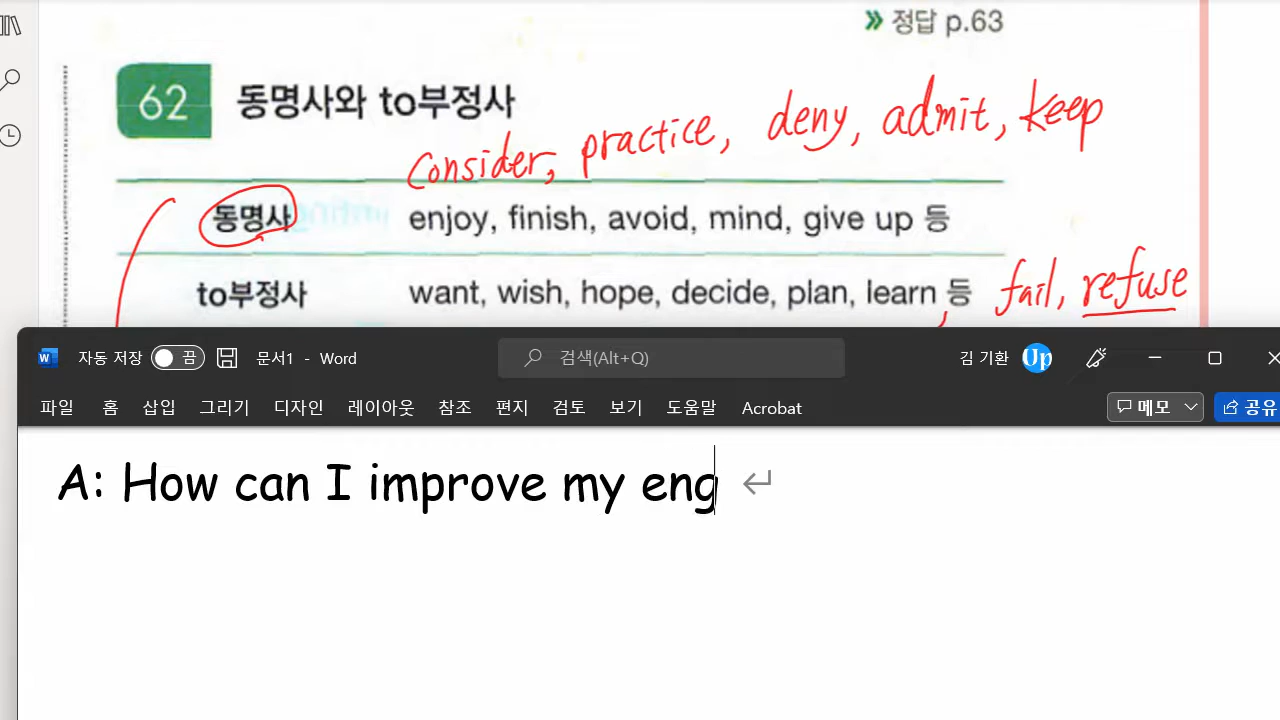 » 정답 p.63
62 동명사와 to부정사
consider, practice, deny, admit, keep
동명사 enjoy, finish, avoid, mind, give up 등
to부정사 want, wish, hope, decide, plan, learn 등, fail, refuse
자동 저장 끔 문서1 - Word 검색(Alt+Q) 김 기환 Up
파일 홈 삽입 그리기 디자인 레이아웃 참조 편지 검토 보기 도움말 Acrobat 메모 공유
A: How can I improve my eng